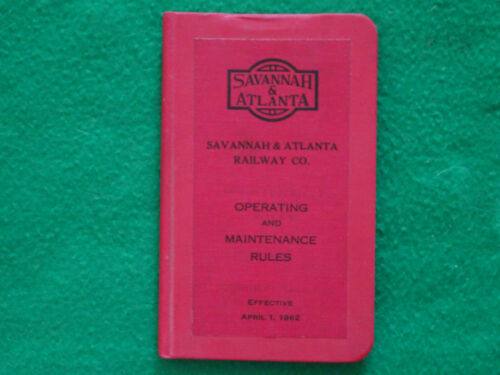 SAVANNAH
&
ATLANTA
SAVANNAH & ATLANTA
RAILWAY CO.
OPERATING
AND
MAINTENANCE
RULES
EFFECTIVE
APRIL 1, 1962